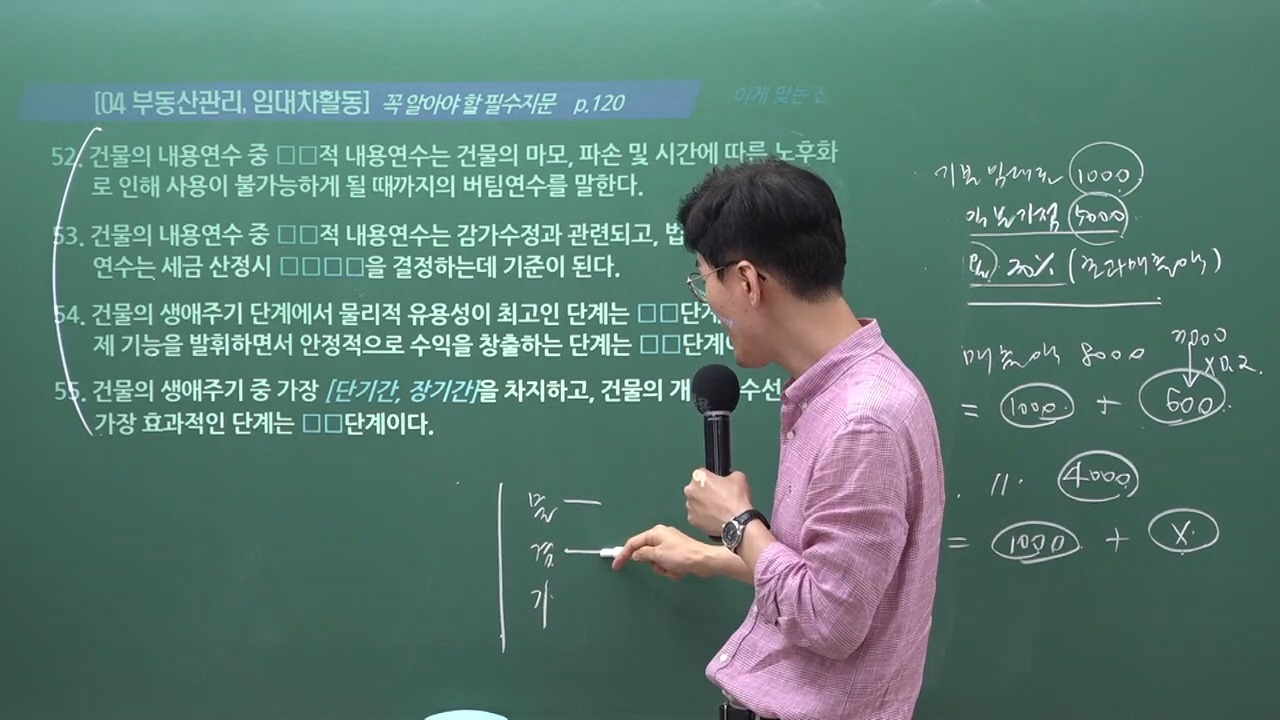 [04 부동산관리, 임대차활동] 꼭 알아야 할 필수지문 p.120
이게 맞는
52. 건물의 내용연수 중 □□적 내용연수는 건물의 마모, 파손 및 시간에 따른 노후화
로 인해 사용이 불가능하게 될 때까지의 버팀연수를 말한다.
53. 건물의 내용연수 중 □□적 내용연수는 감가수정과 관련되고, 법
연수는 세금 산정시 □□□□을 결정하는데 기준이 된다.
54. 건물의 생애주기 단계에서 물리적 유용성이 최고인 단계는 □□단계
제 기능을 발휘하면서 안정적으로 수익을 창출하는 단계는 □□단계
55. 건물의 생애주기 중 가장 [단기간, 장기간]을 차지하고, 건물의 개 수선
가장 효과적인 단계는 □□단계이다.
물 —
경 —
기본임대료 1000
손익분기점 5000
20% (초과매출액)
매출액 8000
3000
× 0.2
= 1000 + 600
〃 4000
= 1000 + X